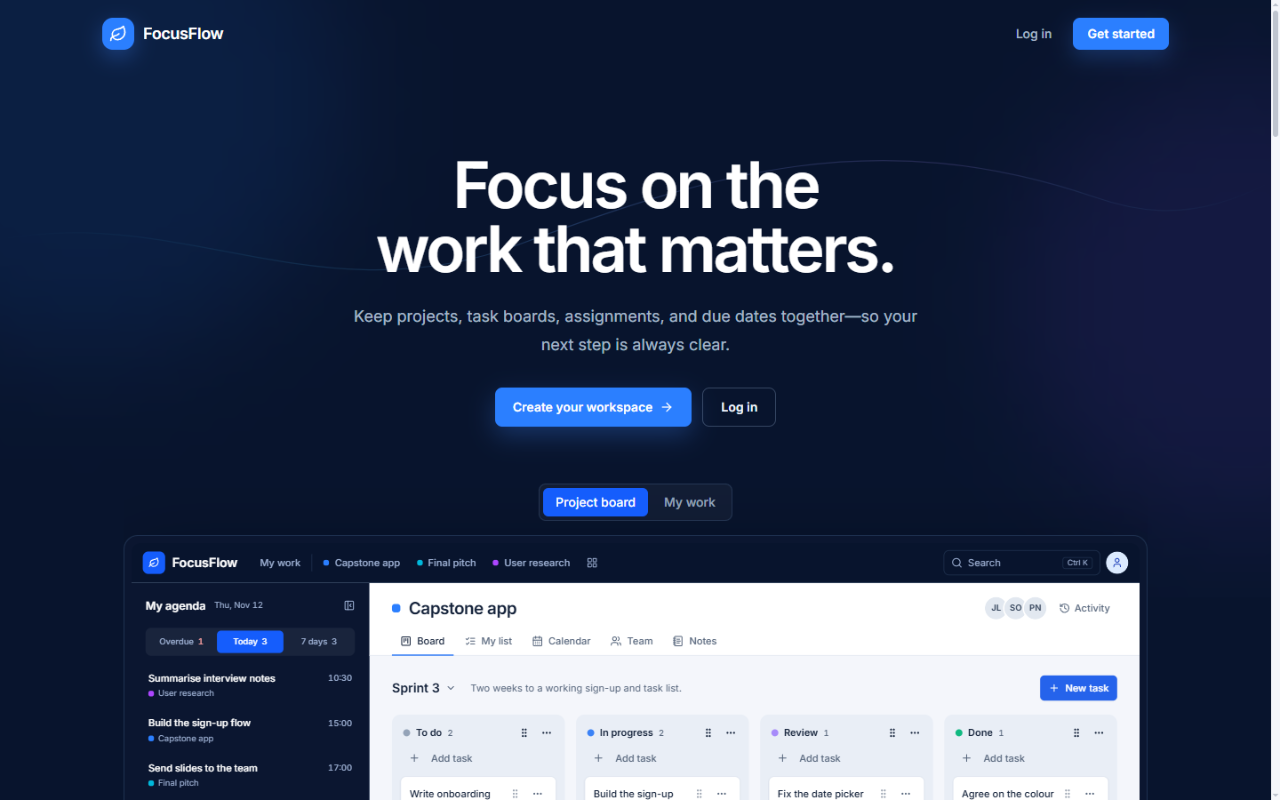 FocusFlow
Log in
Get started
Focus on the
work that matters.
Keep projects, task boards, assignments, and due dates together—so your
next step is always clear.
Create your workspace
Log in
Project board
My work
FocusFlow
My work
Capstone app
Final pitch
User research
Search
Ctrl K
My agenda
Thu, Nov 12
Overdue 1
Today 3
7 days 3
Summarise interview notes
10:30
User research
Build the sign-up flow
15:00
Capstone app
Send slides to the team
17:00
Final pitch
Capstone app
JL
SO
PN
Activity
Board
My list
Calendar
Team
Notes
Sprint 3
Two weeks to a working sign-up and task list.
New task
To do 2
Add task
Write onboarding
In progress 2
Add task
Build the sign-up
Review 1
Add task
Fix the date picker
Done 1
Add task
Agree on the colour